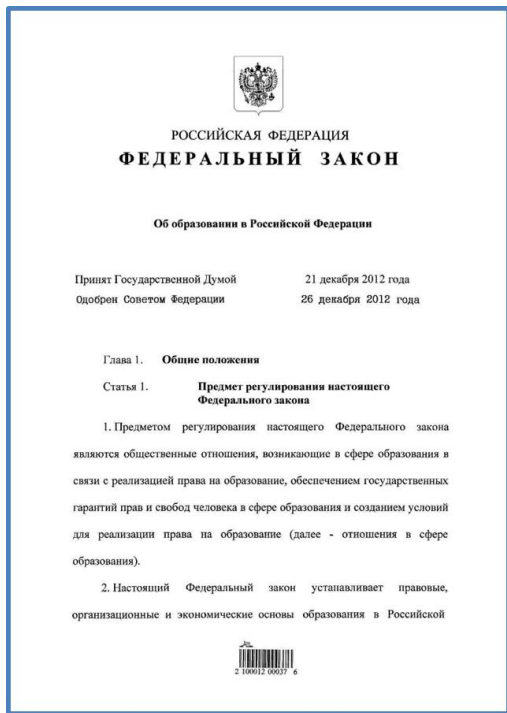 РОССИЙСКАЯ ФЕДЕРАЦИЯ
ФЕДЕРАЛЬНЫЙ ЗАКОН
Об образовании в Российской Федерации
Принят Государственной Думой 21 декабря 2012 года
Одобрен Советом Федерации 26 декабря 2012 года
Глава 1. Общие положения
Статья 1. Предмет регулирования настоящего
Федерального закона
1. Предметом регулирования настоящего Федерального закона
являются общественные отношения, возникающие в сфере образования в
связи с реализацией права на образование, обеспечением государственных
гарантий прав и свобод человека в сфере образования и созданием условий
для реализации права на образование (далее - отношения в сфере
образования).
2. Настоящий Федеральный закон устанавливает правовые,
организационные и экономические основы образования в Российской
2 100012 00037 6